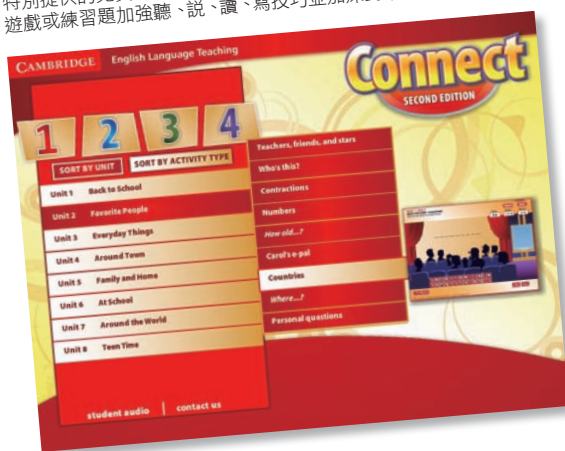 遊戲或練習題加強聽、説、讀、寫技巧並加深
CAMBRIDGE English Language Teaching
Connect
SECOND EDITION
1 2 3 4
SORT BY UNIT SORT BY ACTIVITY TYPE
Unit 1 Back to School
Unit 2 Favorite People
Unit 3 Everyday Things
Unit 4 Around Town
Unit 5 Family and Home
Unit 6 At School
Unit 7 Around the World
Unit 8 Teen Time
Teachers, friends, and stars
Who's this?
Contractions
Numbers
How old...?
Carol's e-pal
Countries
Where...?
Personal questions
student audio | contact us